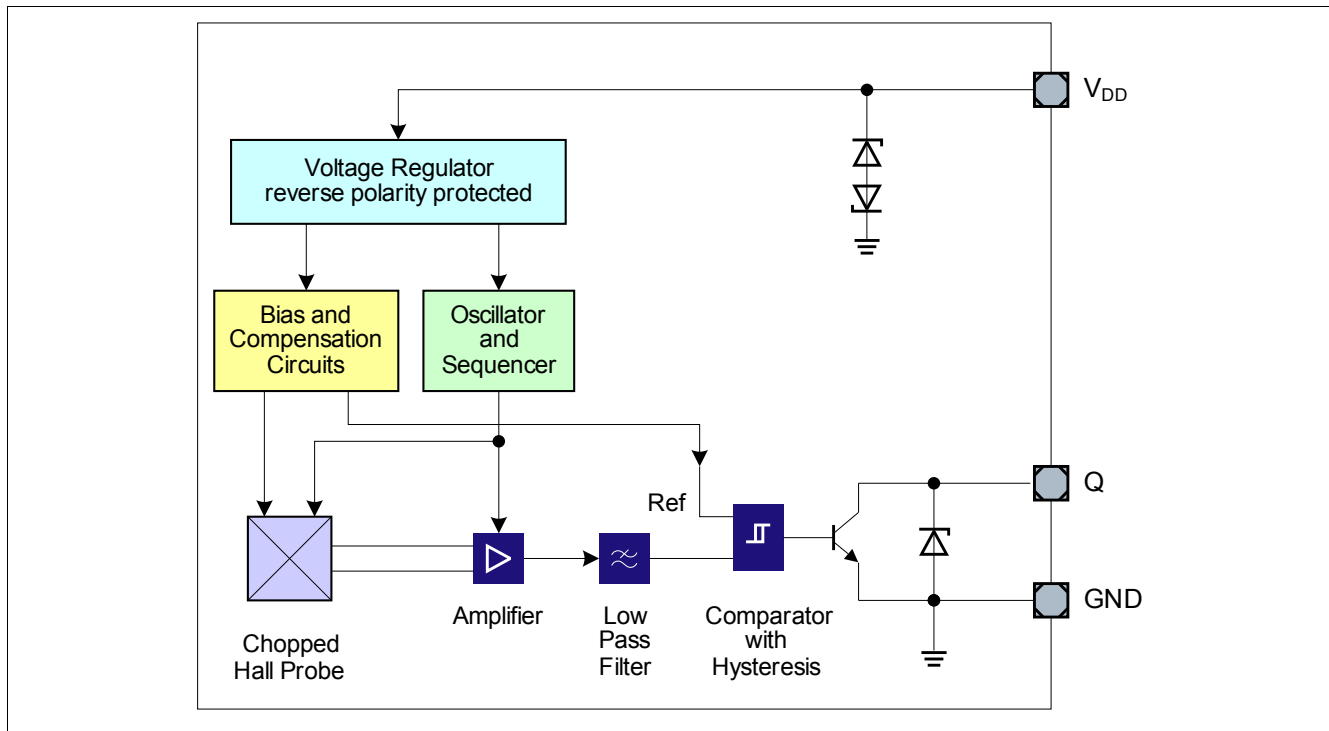 VDD
Voltage Regulator
reverse polarity protected
Bias and
Compensation
Circuits
Oscillator
and
Sequencer
Ref
Q
GND
Amplifier
Low
Pass
Filter
Comparator
with
Hysteresis
Chopped
Hall Probe